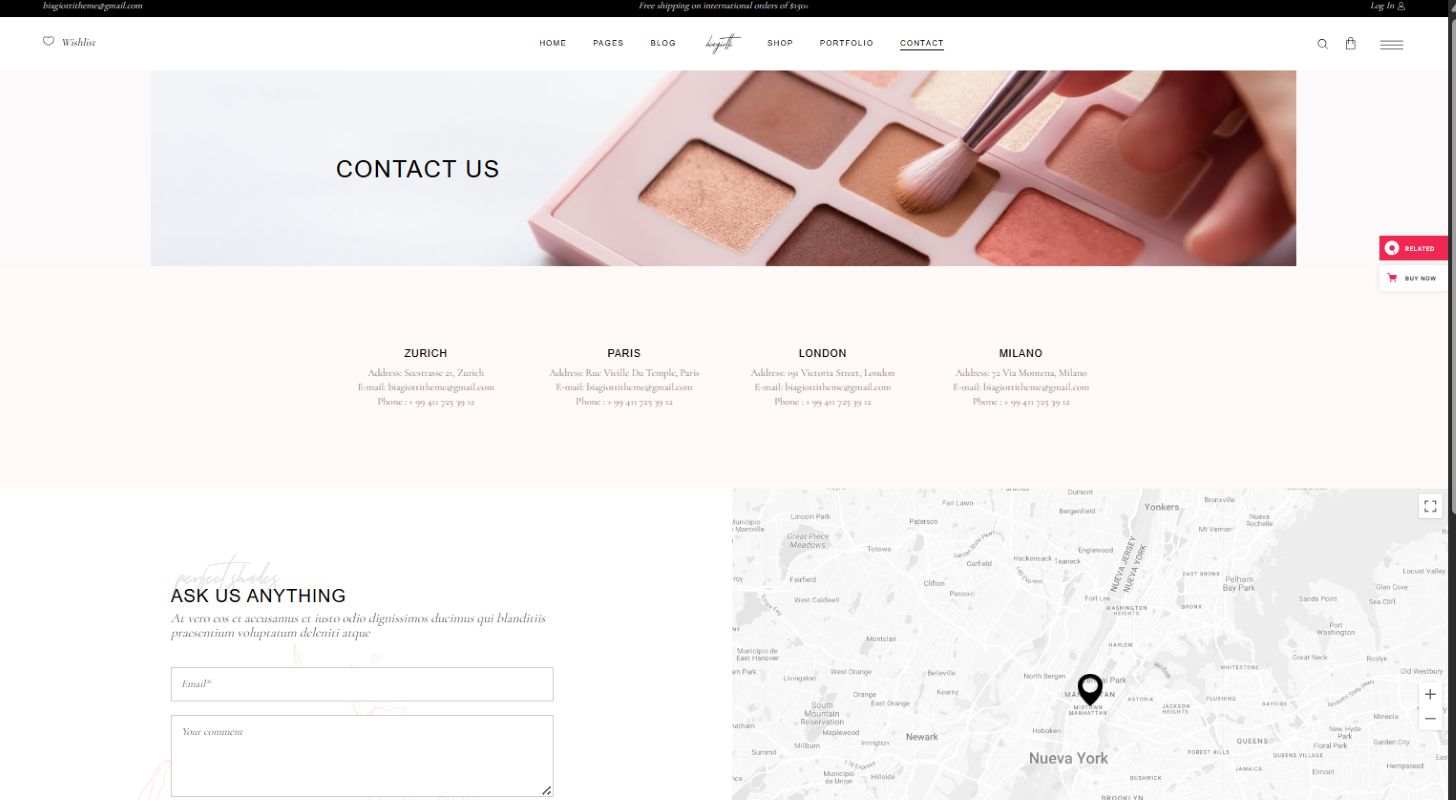 biagiottitheme@gmail.com
Free shipping on international orders of $150+
Log In
Wishlist
HOME PAGES BLOG biagiotti SHOP PORTFOLIO CONTACT
CONTACT US
RELATED
BUY NOW
ZURICH
Address: Seestrasse 21, Zurich
E-mail: biagiottitheme@gmail.com
Phone : + 99 411 725 39 12
PARIS
Address: Rue Vieille Du Temple, Paris
E-mail: biagiottitheme@gmail.com
Phone : + 99 411 725 39 12
LONDON
Address: 191 Victoria Street, London
E-mail: biagiottitheme@gmail.com
Phone : + 99 411 725 39 12
MILANO
Address: 72 Via Montena, Milano
E-mail: biagiottitheme@gmail.com
Phone : + 99 411 725 39 12
perfect shades
ASK US ANYTHING
At vero eos et accusamus et iusto odio dignissimos ducimus qui blanditiis
praesentium voluptatum deleniti atque
Email*
Your comment
Dumont
Bronxville
Fair Lawn
Yonkers
Bergenfield
Lincoln Park
Paterson
Nueva
Rochelle
Municipio
Montville
Mt Vernon
Great Piece
Meadows
Totowa
Garden State Pkwy
Englewood
Hackensack
Teaneck
Garfield
NUEVA JERSEY
NUEVA YORK
Locust Valley
Fairfield
Clifton
EAST BRONX
Pelham
Bay Park
Glen Cove
West Caldwell
Passaic
Fort Lee
WASHINGTON
HEIGHTS
BRONX
Sands Point
Sea Cliff
Port
Washington
Montclair
HARLEM
Municipio de
East Hanover
Great Neck
Roslyn
WHITESTONE
Old Westbury
am Park
Livingston
West Orange
Belleville
North Bergen
Orange
East Orange
Kearny
ASTORIA
FLUSHING
BAYSIDE
JACKSON
HEIGHTS
MIDTOWN
MANHATTAN
South
Mountain
Reservation
Mineola
Maplewood
Newark
Hoboken
New Hyde
Park
Irvington
QUEENS
Floral Park
Garden City
Summit
Millburn
Nueva York
FOREST HILLS
QUEENS VILLAGE
Municipio
de Union
Hillside
JAMAICA
Elmont
Hempstead
BUSHWICK
BROOKLYN